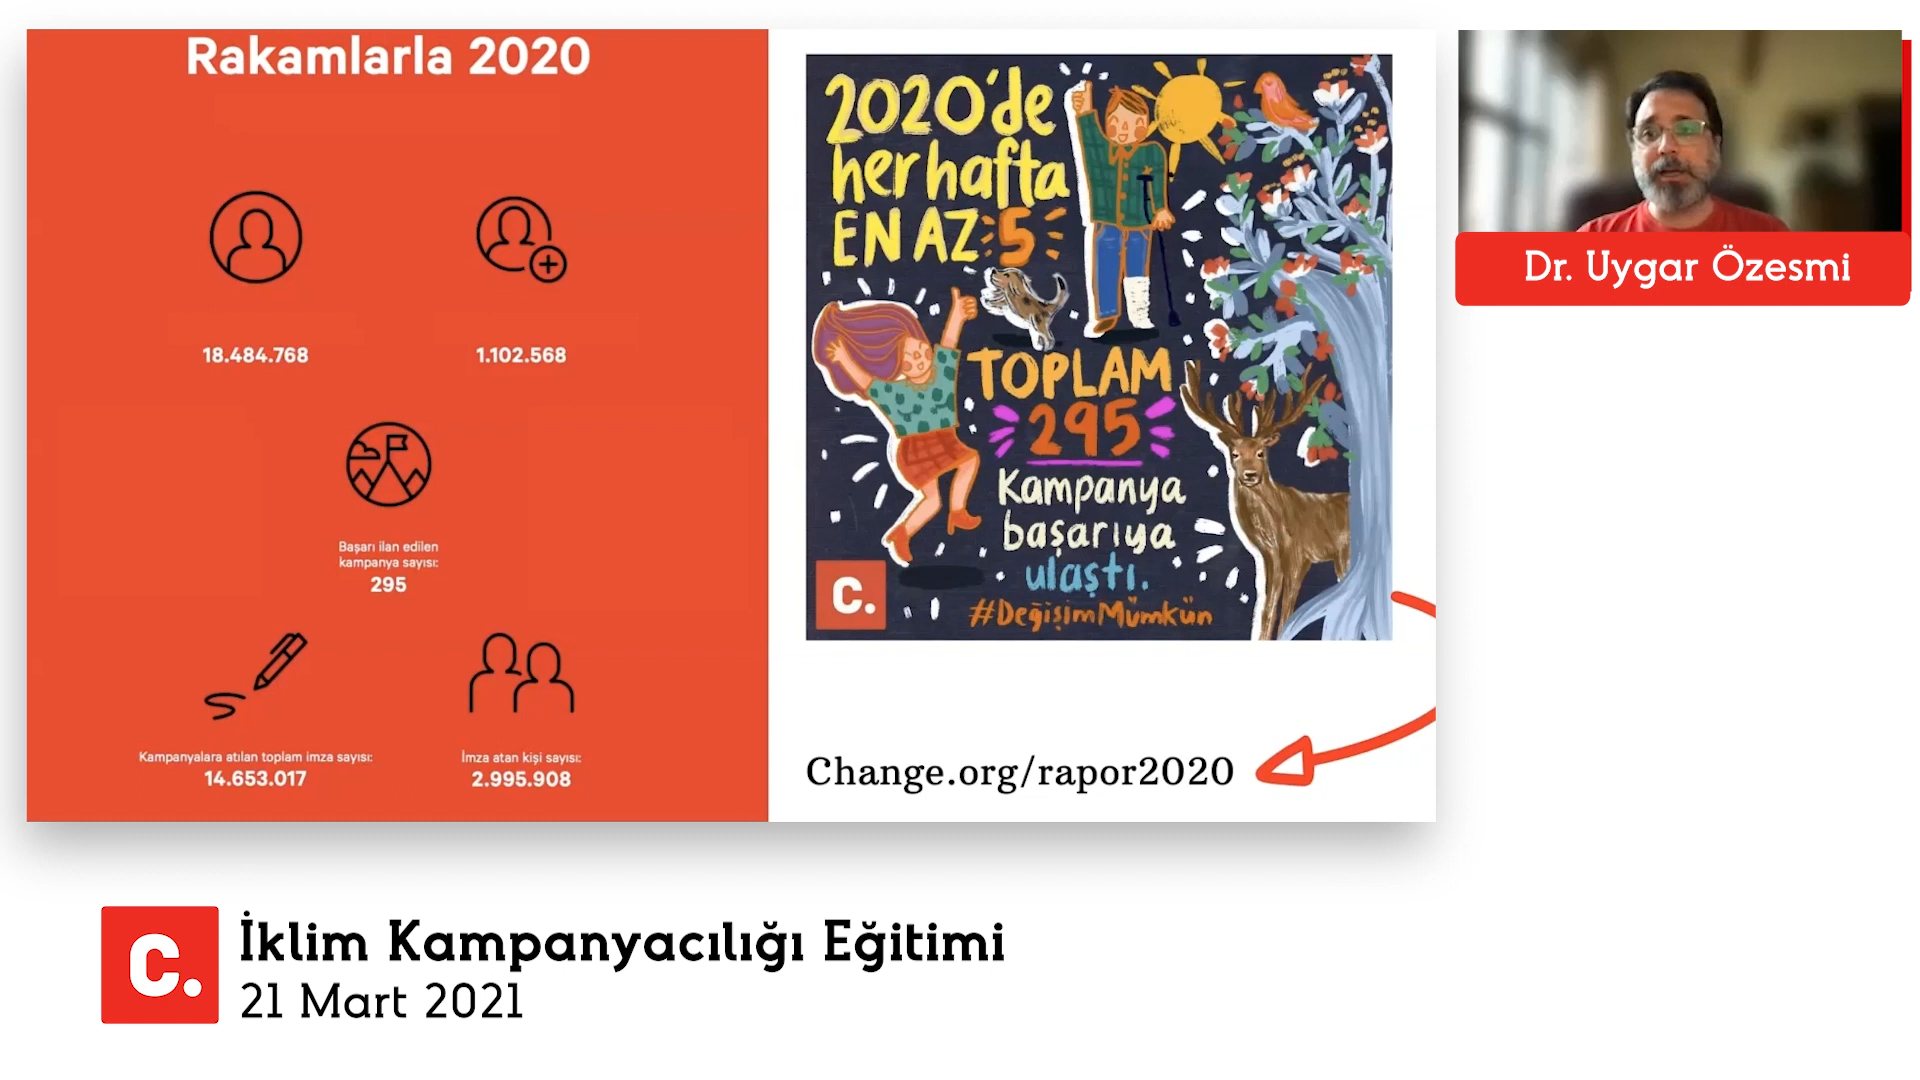 Rakamlarla 2020
18.484.768
1.102.568
Başarı ilan edilen
kampanya sayısı:
295
Kampanyalara atılan toplam imza sayısı:
14.653.017
İmza atan kişi sayısı:
2.995.908
2020'de
her hafta
EN AZ 5
TOPLAM
295
Kampanya
başarıya
ulaştı.
#DeğişimMümkün
C.
Change.org/rapor2020
Dr. Uygar Özesmi
C.
İklim Kampanyacılığı Eğitimi
21 Mart 2021